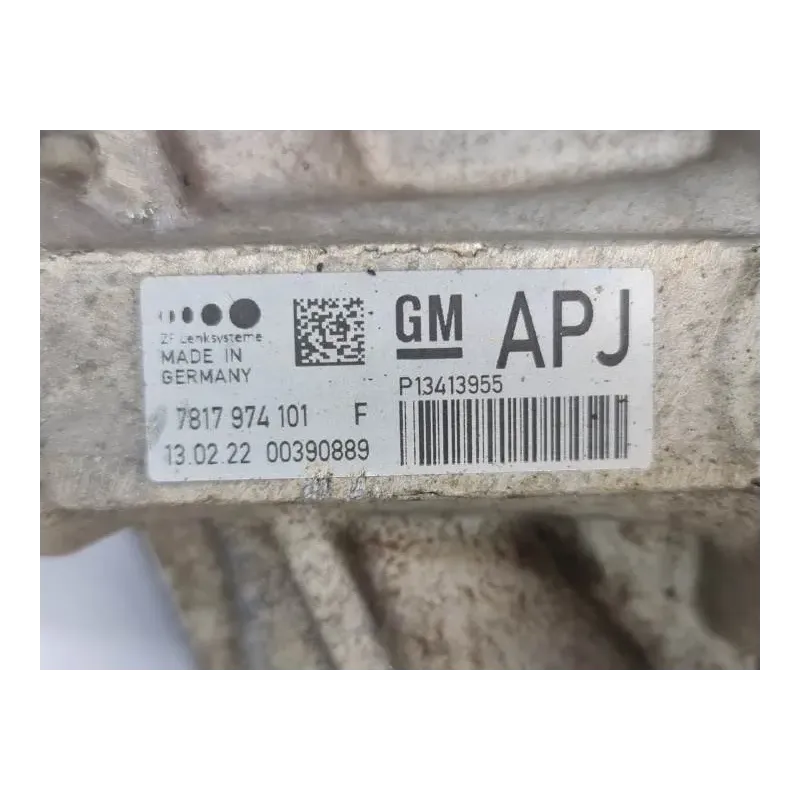 ZF Lenksysteme
MADE IN
GERMANY
7817 974 101 F
13.02.22 00390889
GM
APJ
P13413955